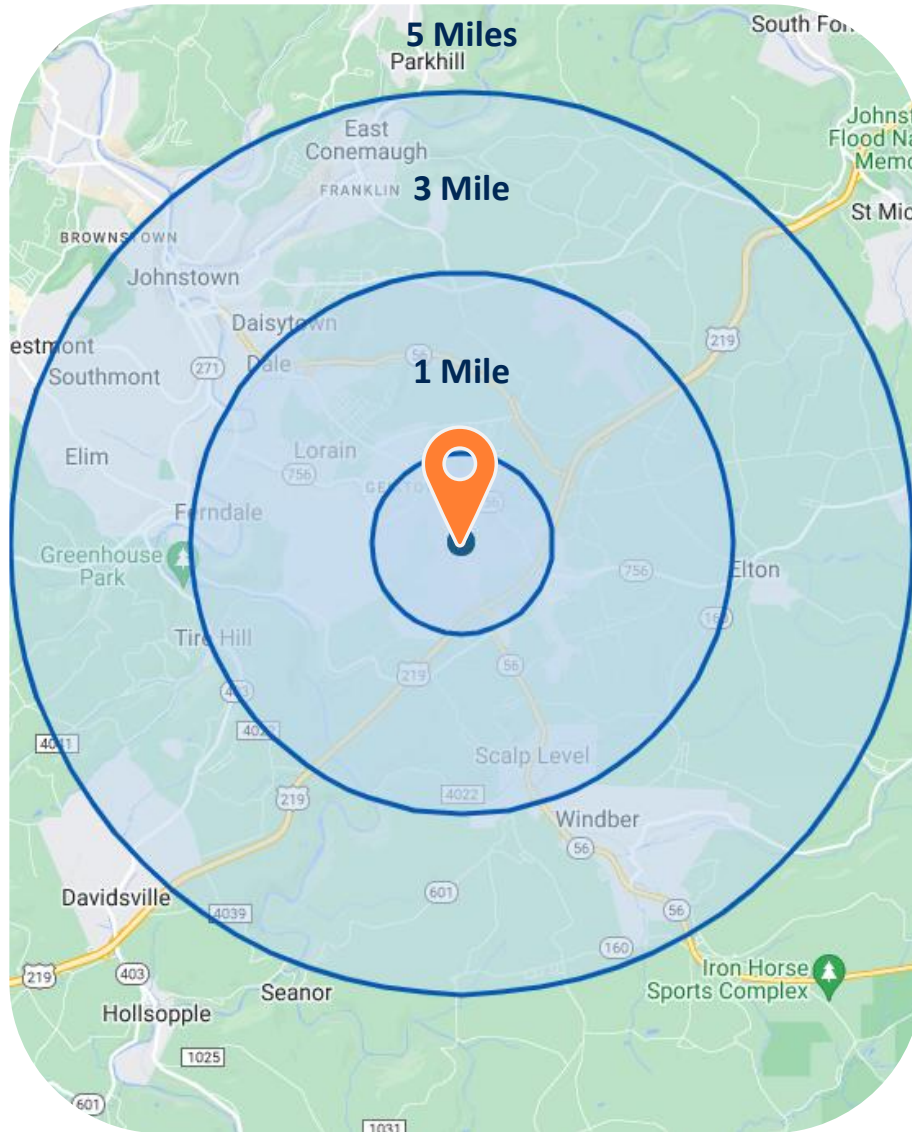 5 Miles
South For
Parkhill
Johnst
Flood Na
Memo
East
Conemaugh
3 Mile
FRANKLIN
St Mic
BROWNSTOWN
Johnstown
Daisytown
219
estmont
56
Dale
271
1 Mile
Southmont
Lorain
Elim
756
Ferndale
Greenhouse
Park
756
Elton
160
Tire Hill
56
219
403
4041
4022
Scalp Level
219
4022
Windber
56
Davidsville
601
4039
56
160
219
403
Iron Horse
Sports Complex
Seanor
Hollsopple
1025
601
1031